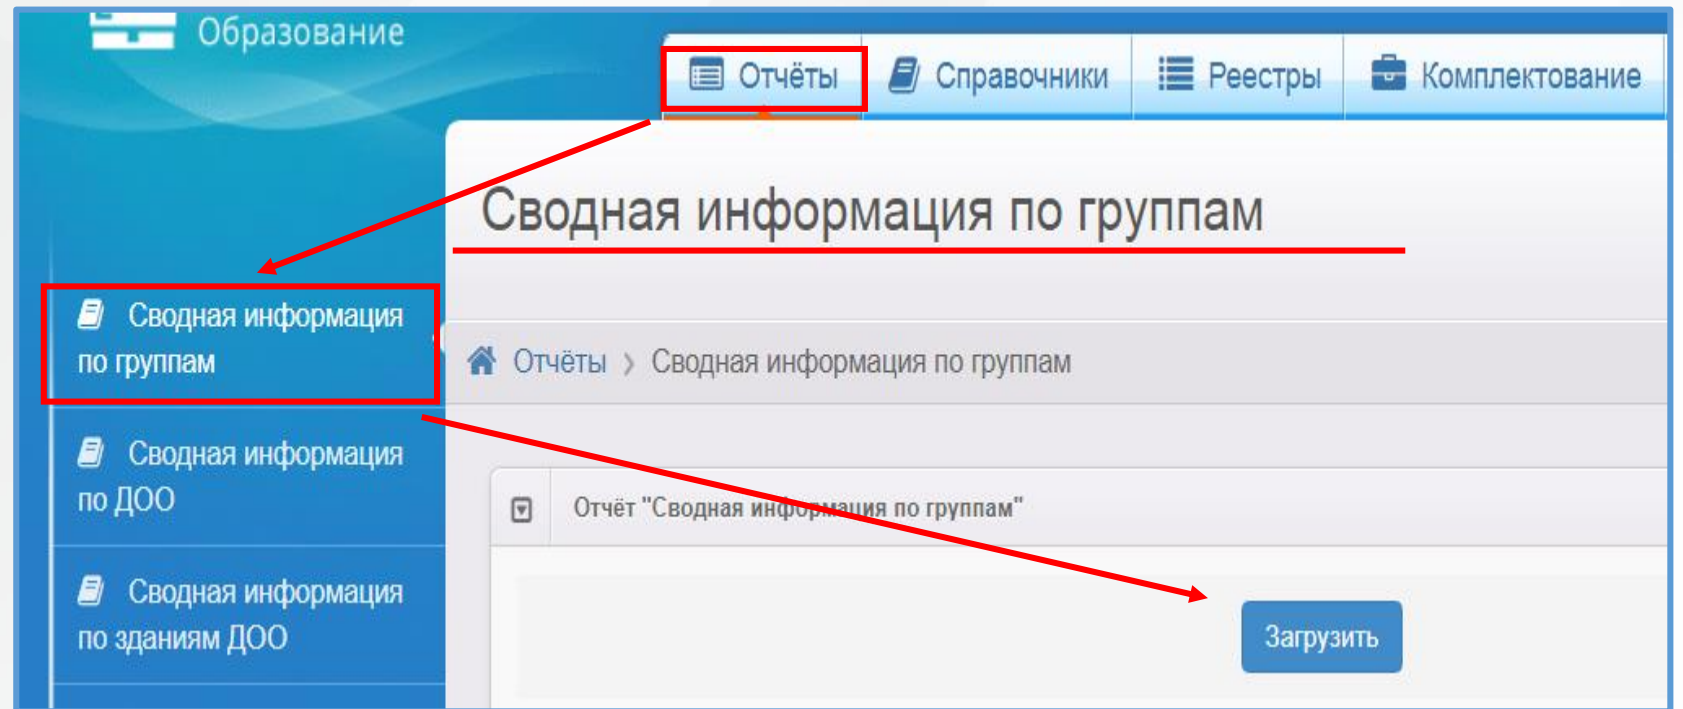 Образование
Отчёты
Справочники
Реестры
Комплектование
Сводная информация по группам
Сводная информация
по группам
Отчёты > Сводная информация по группам
Сводная информация
по ДОО
Отчёт "Сводная информация по группам"
Сводная информация
по зданиям ДОО
Загрузить